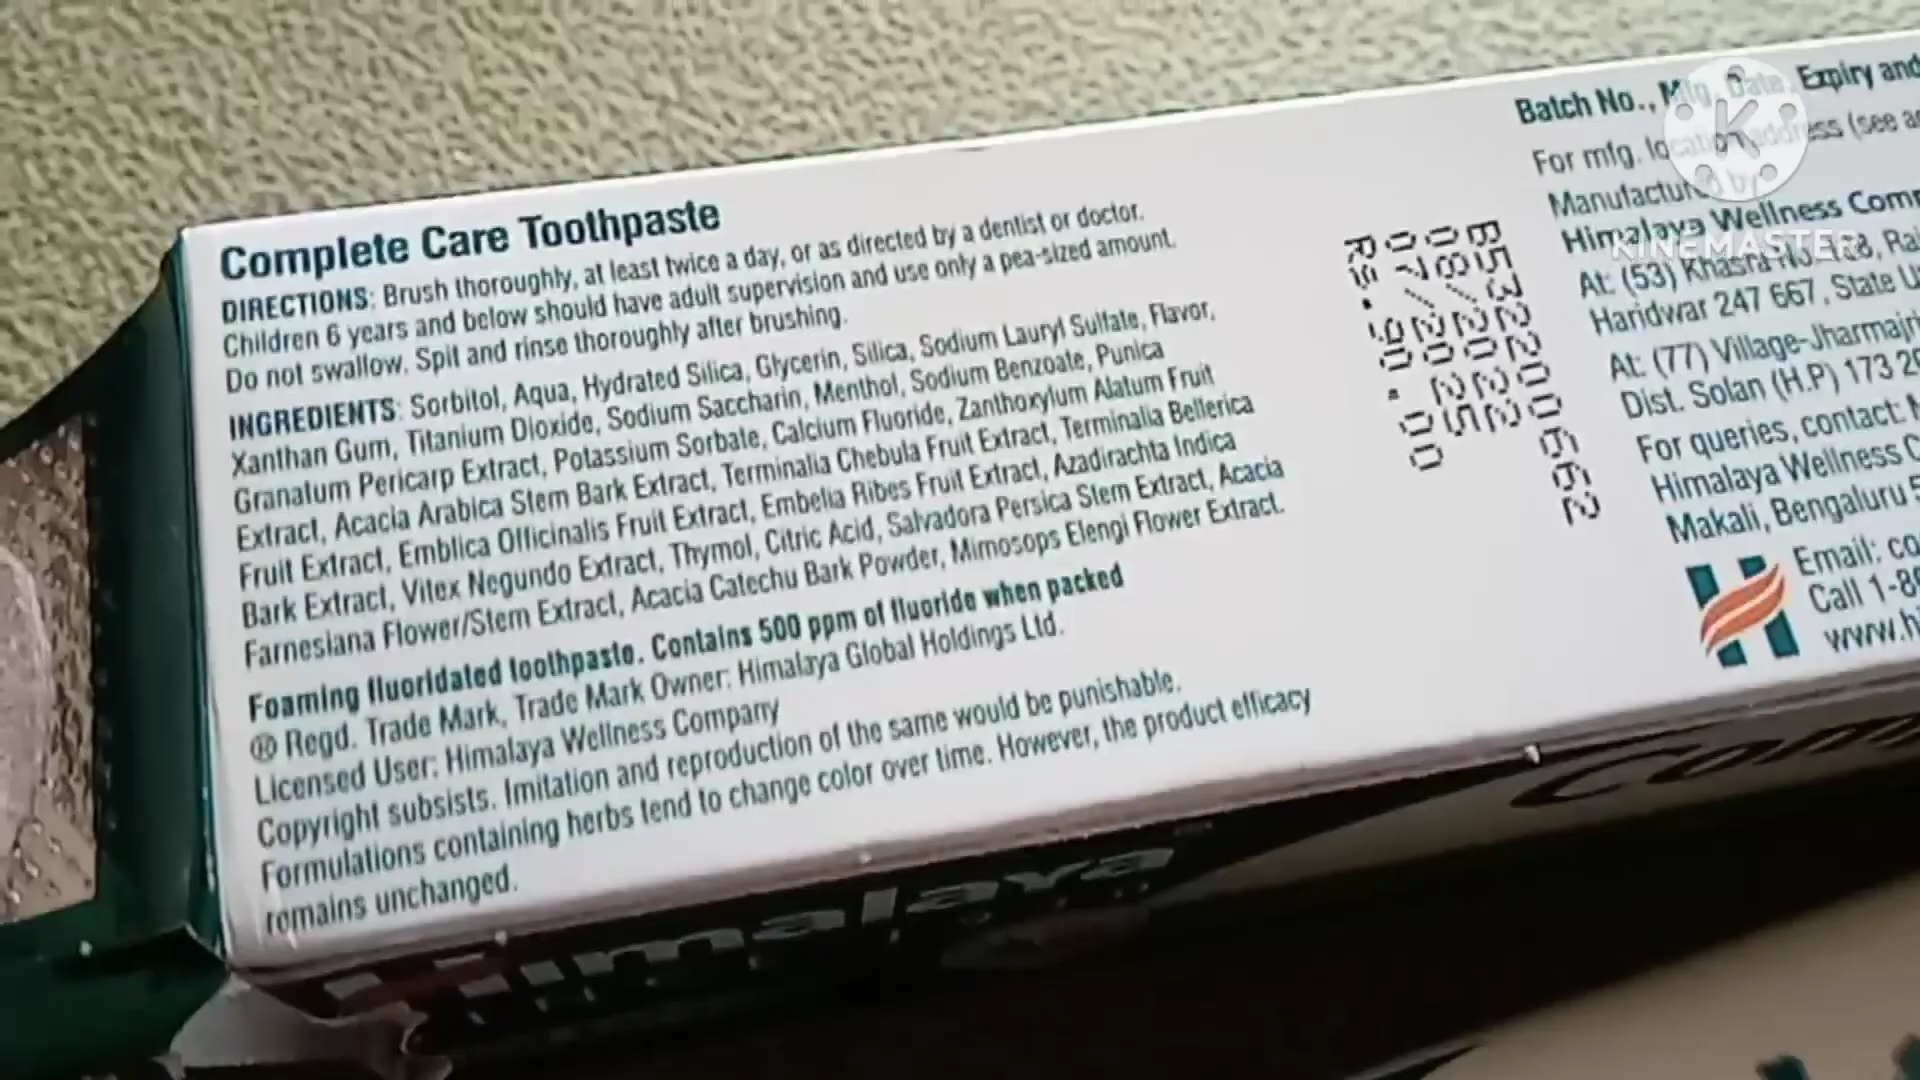 Complete Care Toothpaste
DIRECTIONS: Brush thoroughly, at least twice a day, or as directed by a dentist or doctor.
Children 6 years and below should have adult supervision and use only a pea-sized amount.
Do not swallow. Spit and rinse thoroughly after brushing.
INGREDIENTS: Sorbitol, Aqua, Hydrated Silica, Glycerin, Silica, Sodium Lauryl Sulfate, Flavor,
Xanthan Gum, Titanium Dioxide, Sodium Saccharin, Menthol, Sodium Benzoate, Punica
Granatum Pericarp Extract, Potassium Sorbate, Calcium Fluoride, Zanthoxylum Alatum Fruit
Extract, Acacia Arabica Stem Bark Extract, Terminalia Chebula Fruit Extract, Terminalia Bellerica
Fruit Extract, Emblica Officinalis Fruit Extract, Embelia Ribes Fruit Extract, Azadirachta Indica
Bark Extract, Vitex Negundo Extract, Thymol, Citric Acid, Salvadora Persica Stem Extract, Acacia
Farnesiana Flower/Stem Extract, Acacia Catechu Bark Powder, Mimosops Elengi Flower Extract.
Foaming fluoridated toothpaste. Contains 500 ppm of fluoride when packed
® Regd. Trade Mark, Trade Mark Owner: Himalaya Global Holdings Ltd.
Licensed User: Himalaya Wellness Company
Copyright subsists. Imitation and reproduction of the same would be punishable.
Formulations containing herbs tend to change color over time. However, the product efficacy
remains unchanged.
B532200662
08/2022
07/2025
Rs.90.00
Batch No., Mfg. Date, Expiry and
For mfg. location address (see
Manufactured by
Himalaya Wellness
At: (53) Khasra
Haridwar 247 667, State
At: (77) Village-Jharmajri
Dist. Solan (H.P) 173
For queries, contact:
Himalaya Wellness
Makali, Bengaluru
Email:
Call
K
KINEMASTER
Himalaya